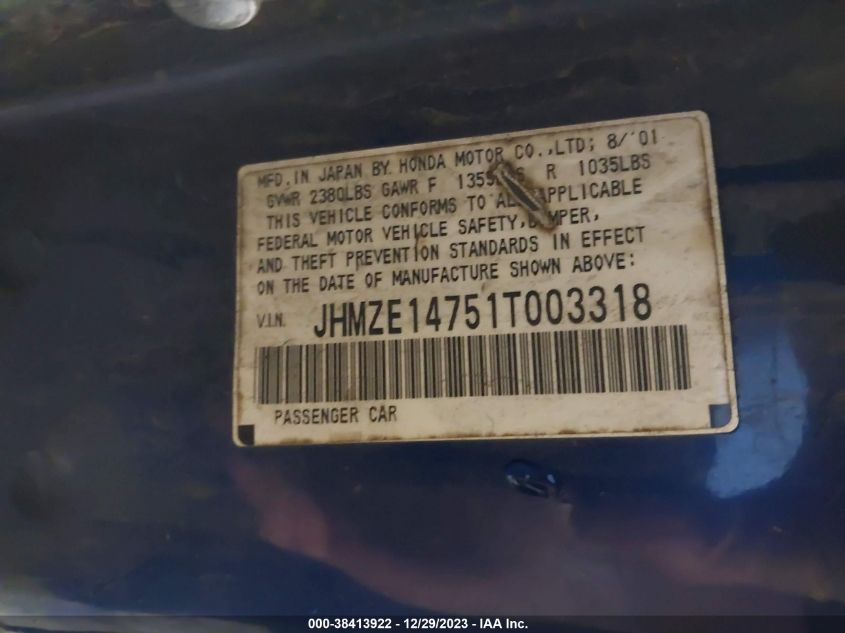 MFD. IN JAPAN BY HONDA MOTOR CO.,LTD; 8/'01
GVWR 2380LBS GAWR F R 1035LBS
THIS VEHICLE CONFORMS TO APPLICABLE
FEDERAL MOTOR VEHICLE SAFETY,
AND THEFT PREVENTION STANDARDS IN EFFECT
ON THE DATE OF MANUFACTURE SHOWN ABOVE:
V.I.N. JHMZE14751T003318
PASSENGER CAR
000-38413922 - 12/29/2023 - IAA Inc.